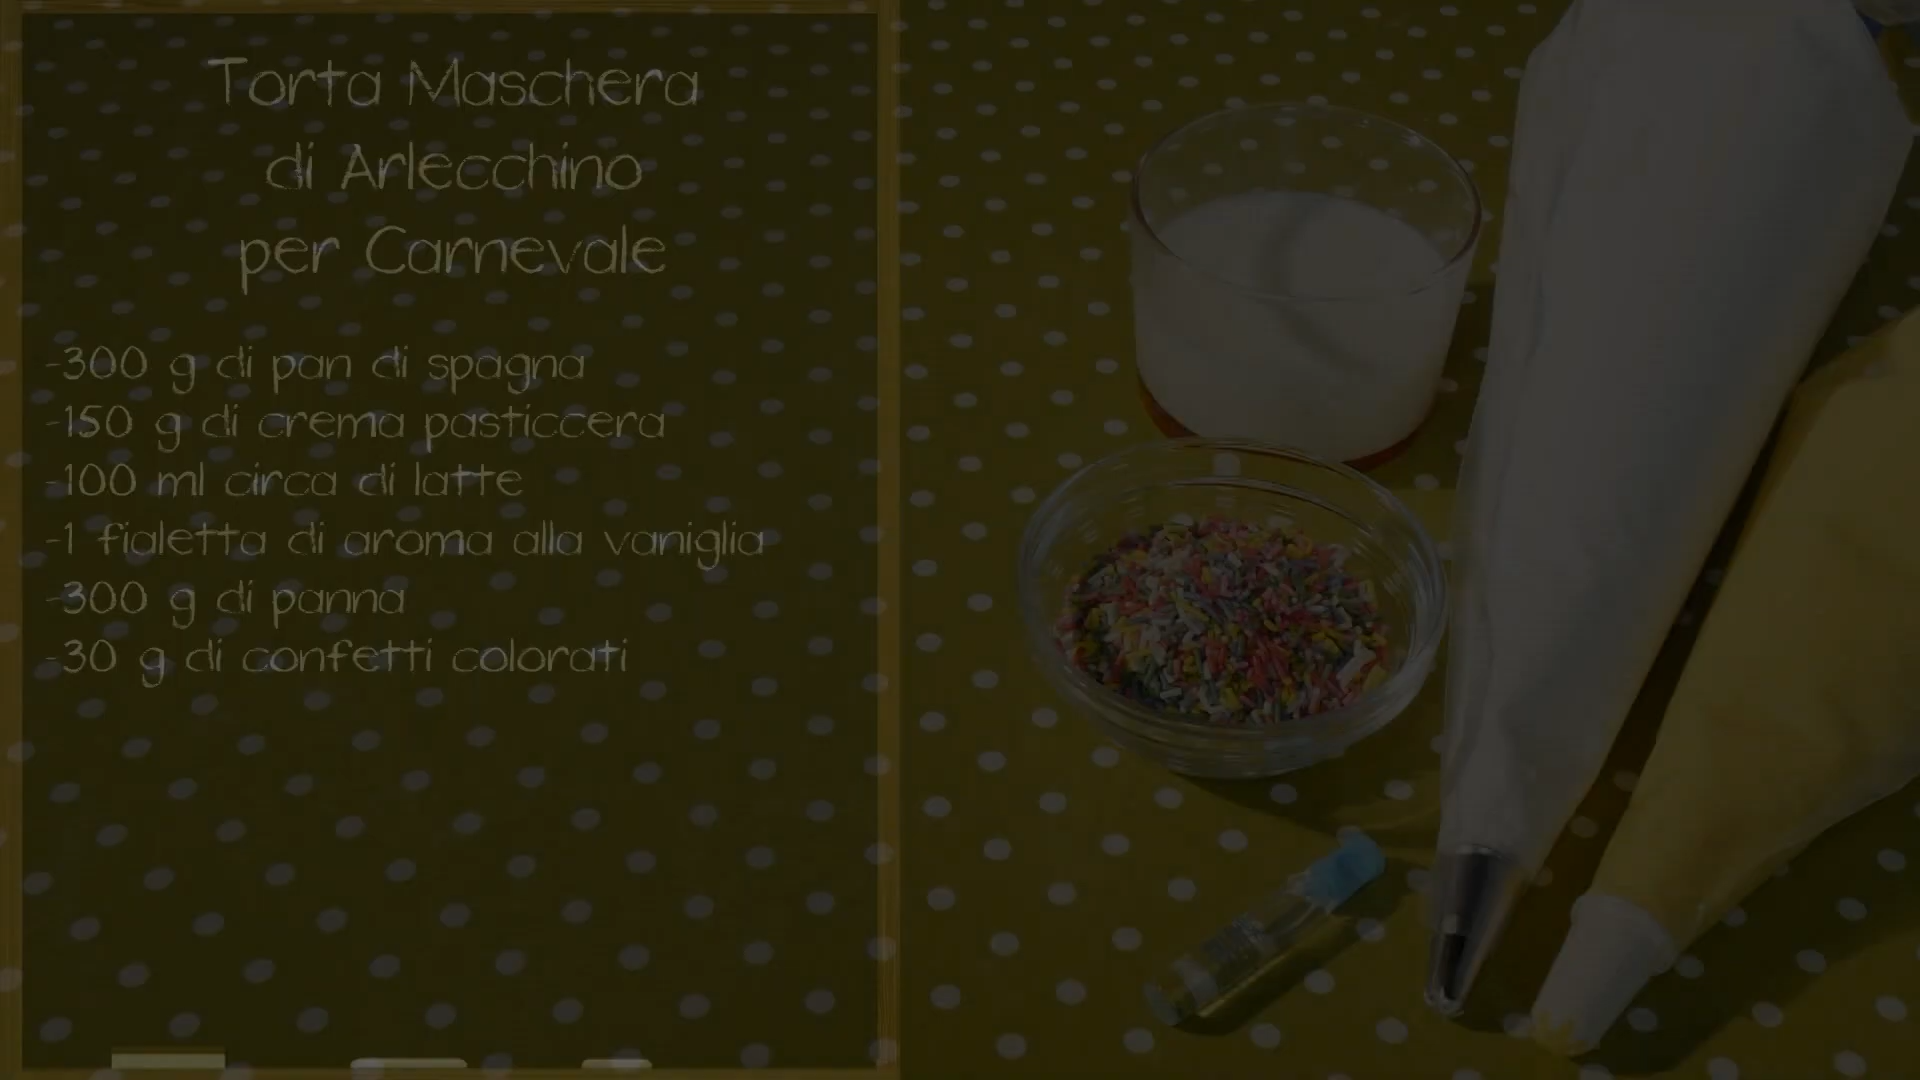 Torta Maschera
di Arlecchino
per Carnevale
-300 g di pan di spagna
-150 g di crema pasticcera
-100 ml circa di latte
-1 fialetta di aroma alla vaniglia
-300 g di panna
-30 g di confetti colorati